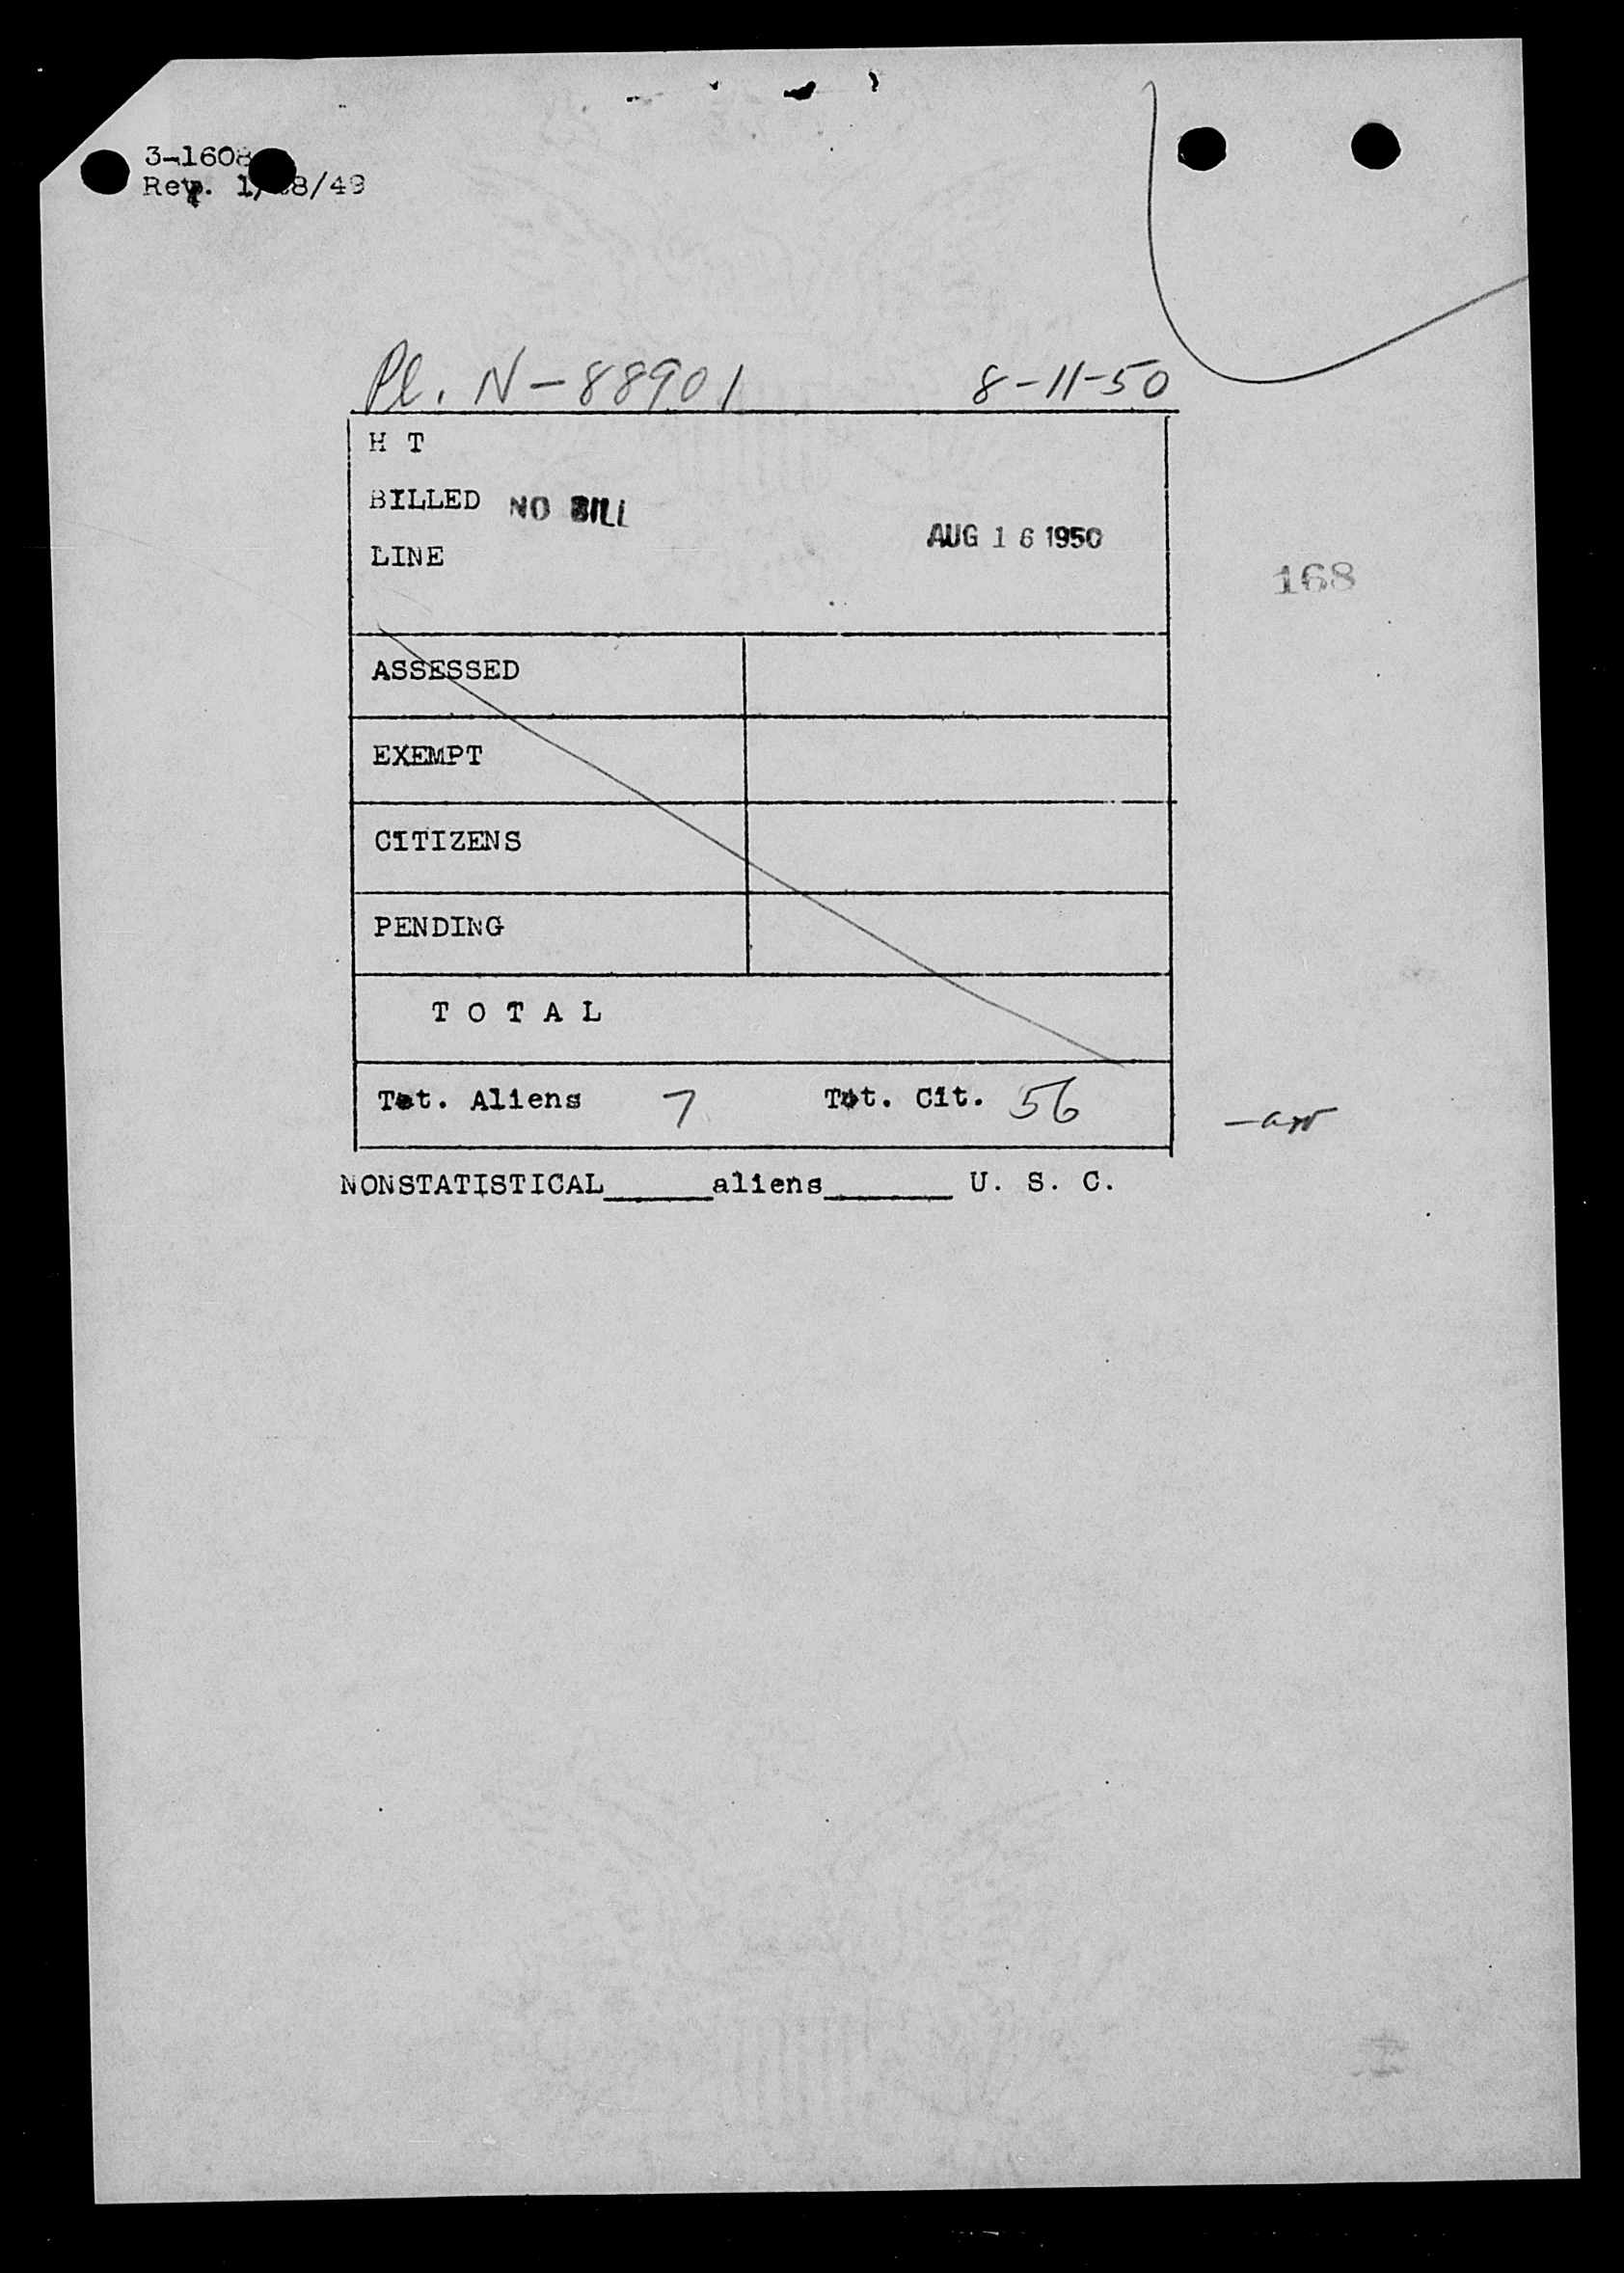 3-1608
Rev. 1/28/49
Pl. N-88901 8-11-50
H T
BILLED NO BILL
AUG 16 1950
LINE
168
ASSESSED
EXEMPT
CITIZENS
PENDING
T O T A L
Tot. Aliens 7 Tot. Cit. 56
NONSTATISTICAL______aliens_______ U. S. C.